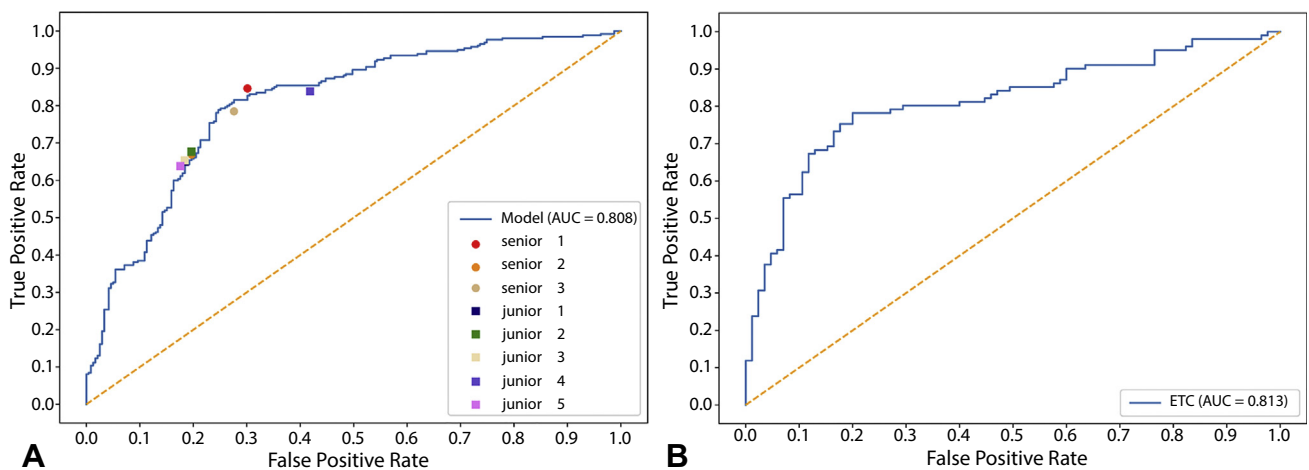 1.0
0.9
0.8
0.7
0.6
0.5
0.4
0.3
0.2
0.1
0.0
True Positive Rate
Model (AUC = 0.808)
senior 1
senior 2
senior 3
junior 1
junior 2
junior 3
junior 4
junior 5
0.0 0.1 0.2 0.3 0.4 0.5 0.6 0.7 0.8 0.9 1.0
False Positive Rate
A
1.0
0.9
0.8
0.7
0.6
0.5
0.4
0.3
0.2
0.1
0.0
True Positive Rate
ETC (AUC = 0.813)
0.0 0.1 0.2 0.3 0.4 0.5 0.6 0.7 0.8 0.9 1.0
False Positive Rate
B